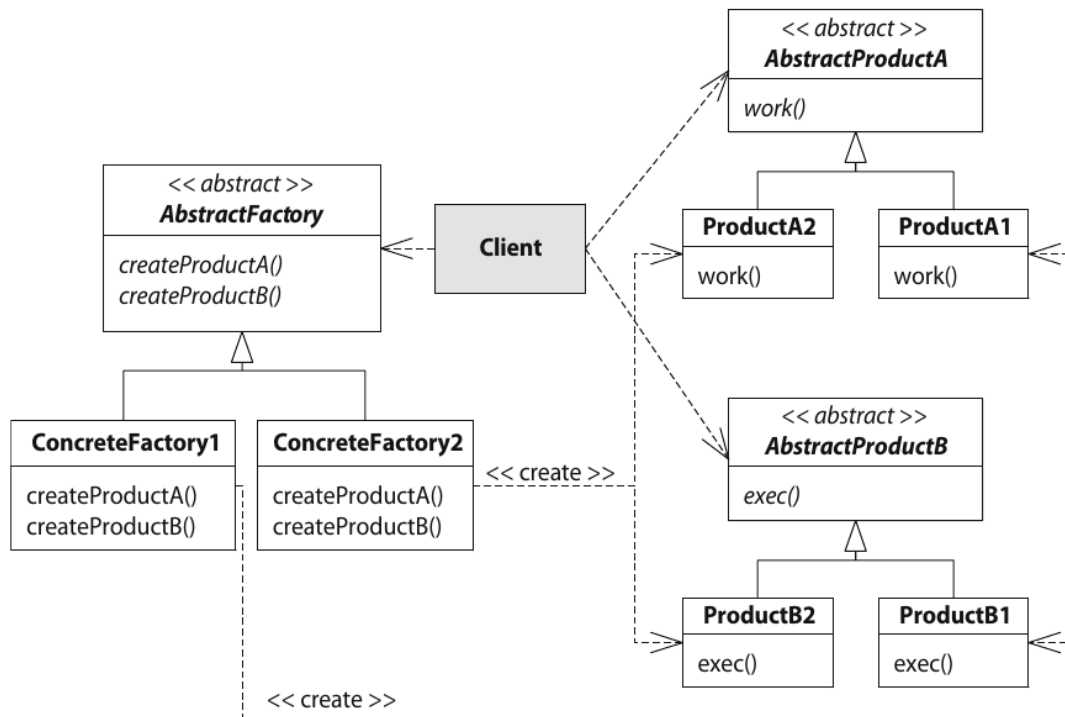 << abstract >>
AbstractProductA
work()
<< abstract >>
AbstractFactory
createProductA()
createProductB()
Client
ProductA2
work()
ProductA1
work()
ConcreteFactory1
createProductA()
createProductB()
ConcreteFactory2
createProductA()
createProductB()
<< create >>
<< abstract >>
AbstractProductB
exec()
ProductB2
exec()
ProductB1
exec()
<< create >>